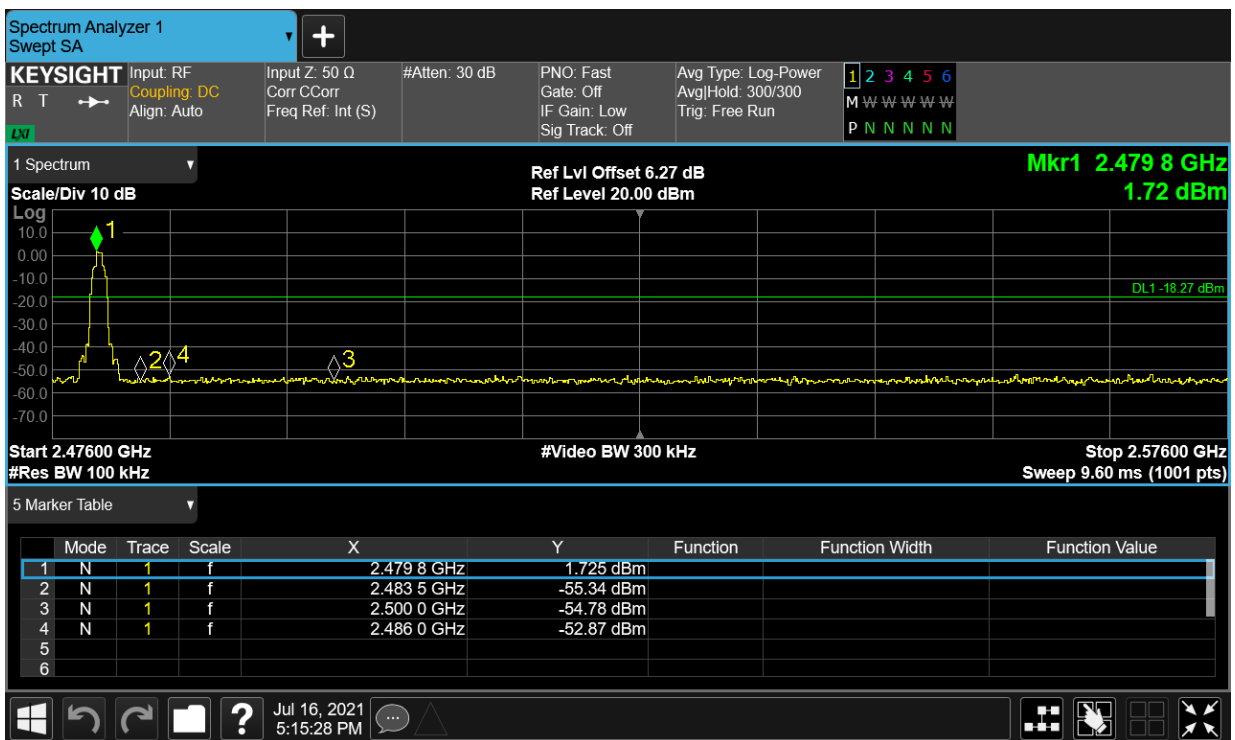 Spectrum Analyzer 1
Swept SA
+
KEYSIGHT
R T
LXI
Input: RF
Coupling: DC
Align: Auto
Input Z: 50 Ω
Corr CCorr
Freq Ref: Int (S)
#Atten: 30 dB
PNO: Fast
Gate: Off
IF Gain: Low
Sig Track: Off
Avg Type: Log-Power
Avg|Hold: 300/300
Trig: Free Run
1 2 3 4 5 6
M W W W W W
P N N N N N
1 Spectrum
Scale/Div 10 dB
Ref Lvl Offset 6.27 dB
Ref Level 20.00 dBm
Mkr1 2.479 8 GHz
1.72 dBm
Log
10.0
0.00
-10.0
-20.0
-30.0
-40.0
-50.0
-60.0
-70.0
1
2
4
3
DL1 -18.27 dBm
Start 2.47600 GHz
#Video BW 300 kHz
Stop 2.57600 GHz
#Res BW 100 kHz
Sweep 9.60 ms (1001 pts)
5 Marker Table
Mode Trace Scale X Y Function Function Width Function Value
1 N 1 f 2.479 8 GHz 1.725 dBm
2 N 1 f 2.483 5 GHz -55.34 dBm
3 N 1 f 2.500 0 GHz -54.78 dBm
4 N 1 f 2.486 0 GHz -52.87 dBm
5
6
?
Jul 16, 2021
5:15:28 PM